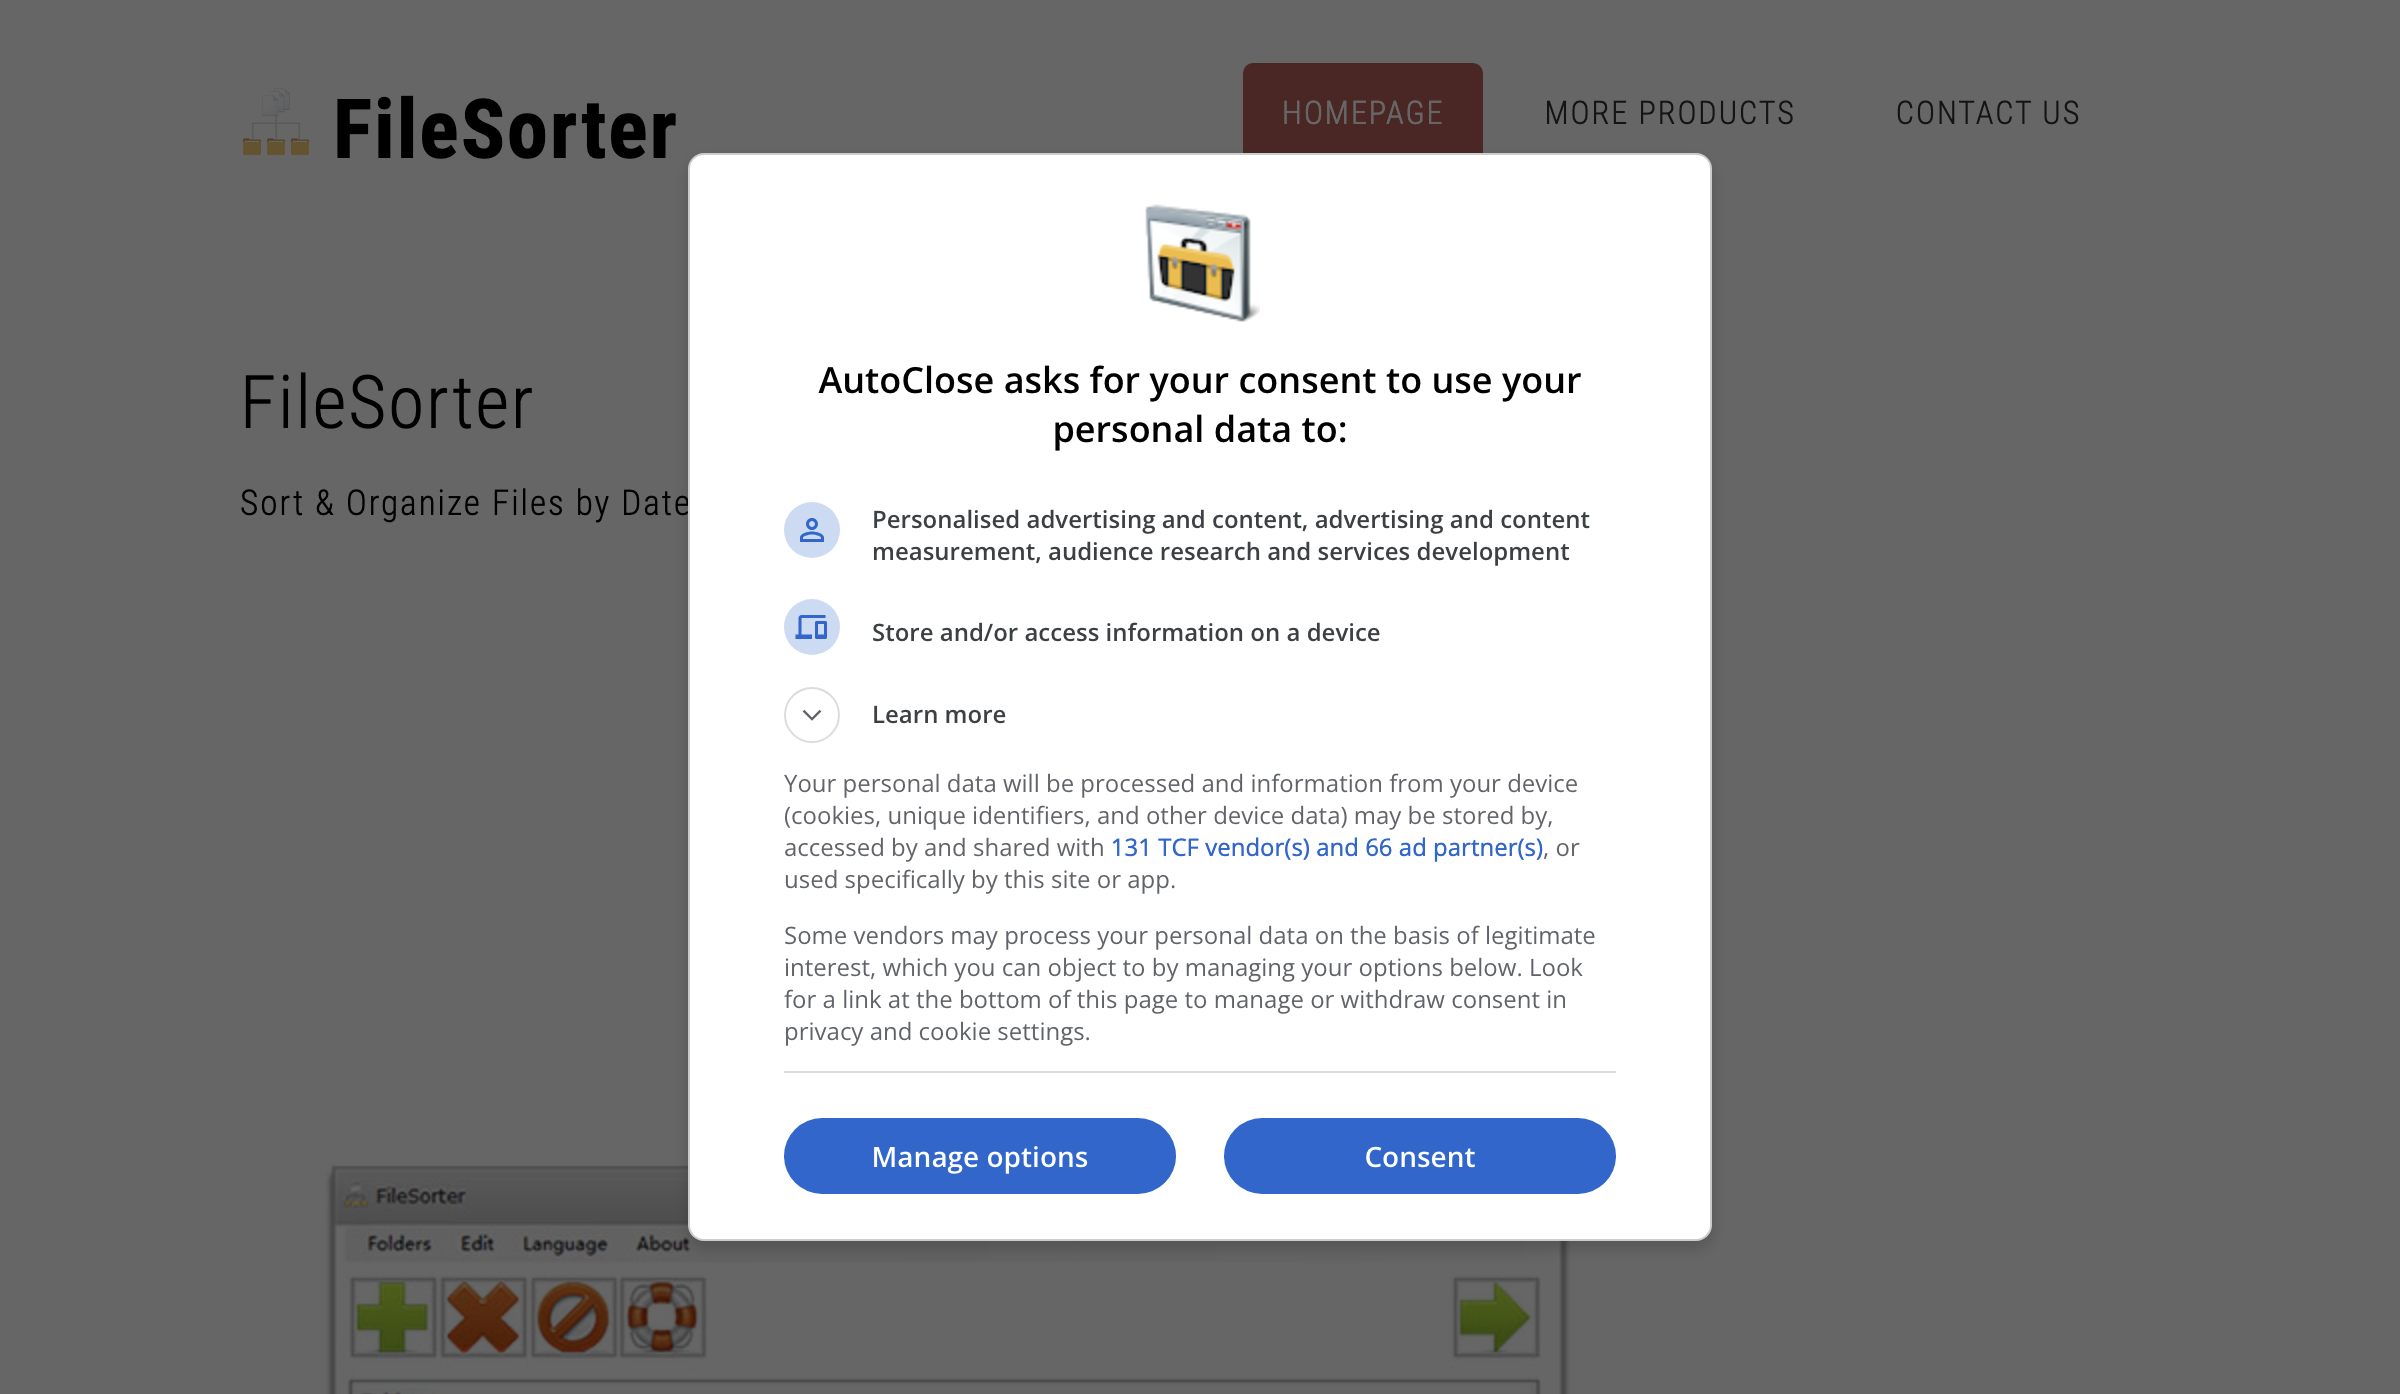 FileSorter
HOMEPAGE
MORE PRODUCTS
CONTACT US
FileSorter
Sort & Organize Files by Date
AutoClose asks for your consent to use your
personal data to:
Personalised advertising and content, advertising and content
measurement, audience research and services development
Store and/or access information on a device
Learn more
Your personal data will be processed and information from your device
(cookies, unique identifiers, and other device data) may be stored by,
accessed by and shared with 131 TCF vendor(s) and 66 ad partner(s), or
used specifically by this site or app.
Some vendors may process your personal data on the basis of legitimate
interest, which you can object to by managing your options below. Look
for a link at the bottom of this page to manage or withdraw consent in
privacy and cookie settings.
Manage options
Consent
FileSorter
Folders Edit Language About